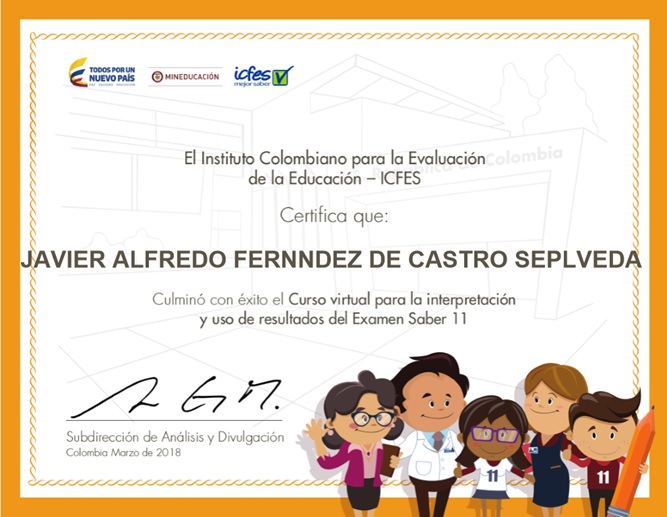 TODOS POR UN
NUEVO PAÍS
PAZ EQUIDAD EDUCACIÓN
MINEDUCACIÓN
icfes
mejor saber
de Colombia
El Instituto Colombiano para la Evaluación
de la Educación – ICFES
Certifica que:
JAVIER ALFREDO FERNNDEZ DE CASTRO SEPLVEDA
Culminó con éxito el Curso virtual para la interpretación
y uso de resultados del Examen Saber 11
Subdirección de Análisis y Divulgación
Colombia Marzo de 2018
11
11